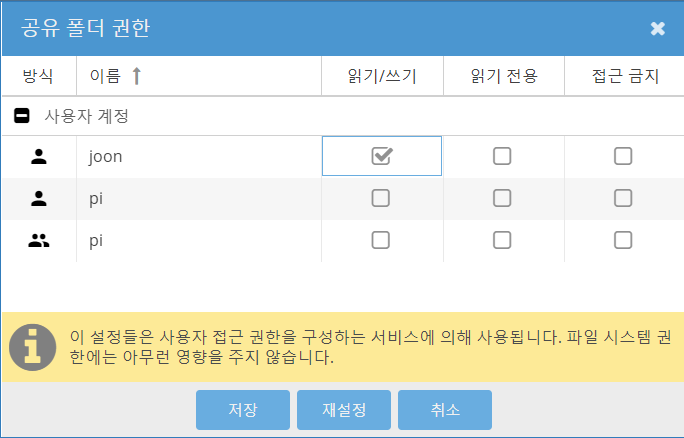 공유 폴더 권한
방식 이름 읽기/쓰기 읽기 전용 접근 금지
사용자 계정
joon
pi
pi
이 설정들은 사용자 접근 권한을 구성하는 서비스에 의해 사용됩니다. 파일 시스템 권
한에는 아무런 영향을 주지 않습니다.
저장 재설정 취소